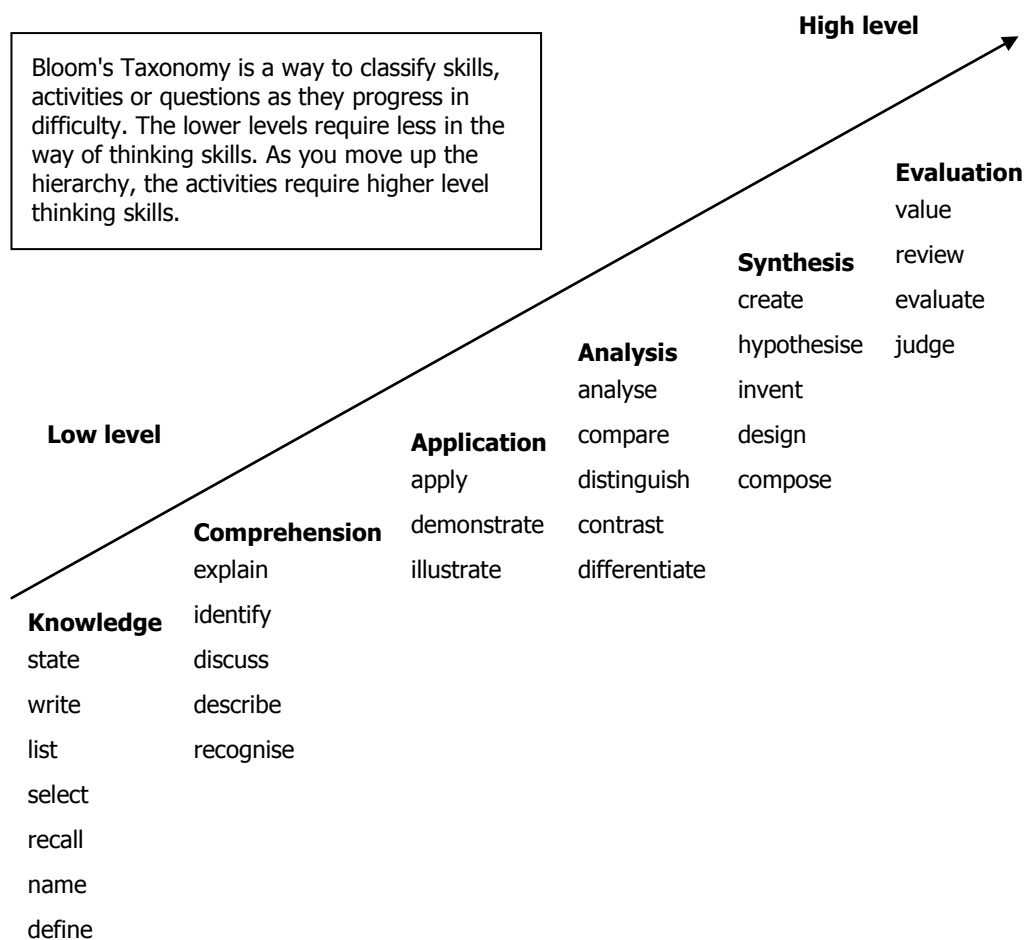 High level
Bloom's Taxonomy is a way to classify skills,
activities or questions as they progress in
difficulty. The lower levels require less in the
way of thinking skills. As you move up the
hierarchy, the activities require higher level
thinking skills.
Low level
Knowledge
state
write
list
select
recall
name
define
Comprehension
explain
identify
discuss
describe
recognise
Application
apply
demonstrate
illustrate
Analysis
analyse
compare
distinguish
contrast
differentiate
Synthesis
create
hypothesise
invent
design
compose
Evaluation
value
review
evaluate
judge